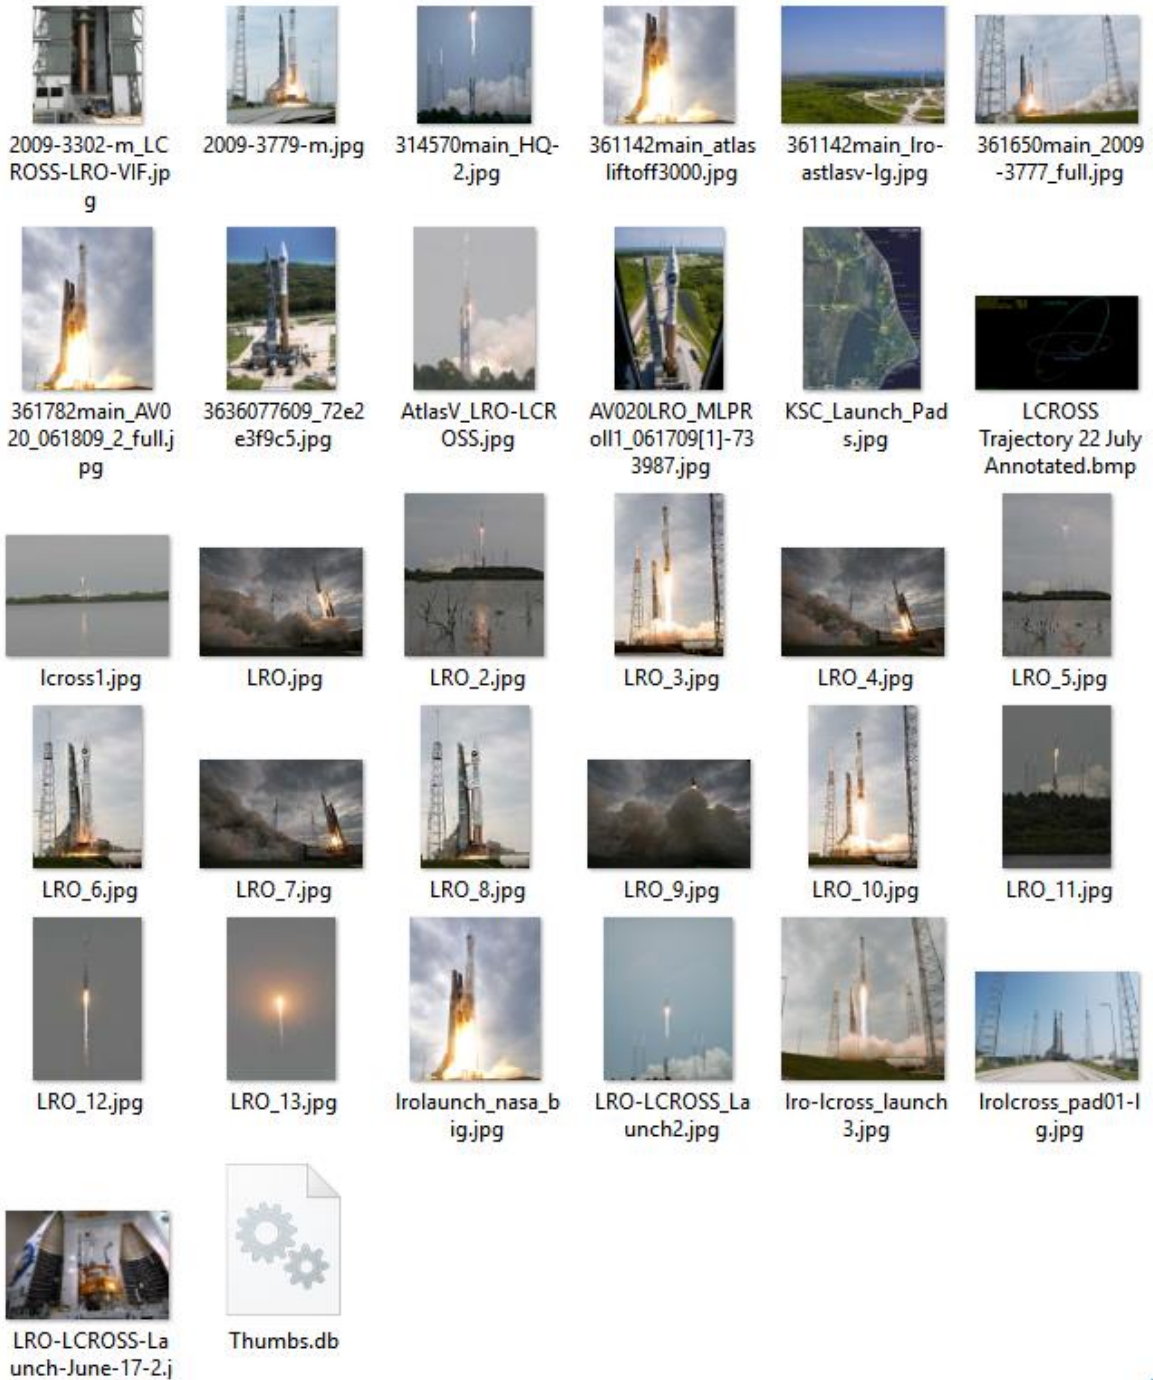 2009-3302-m_LC
ROSS-LRO-VIF.jp
g
2009-3779-m.jpg
314570main_HQ-
2.jpg
361142main_atlas
liftoff3000.jpg
361142main_lro-
astlasv-lg.jpg
361650main_2009
-3777_full.jpg
361782main_AV0
20_061809_2_full.j
pg
3636077609_72e2
e3f9c5.jpg
AtlasV_LRO-LCR
OSS.jpg
AV020LRO_MLPR
oll1_061709[1]-73
3987.jpg
KSC_Launch_Pad
s.jpg
LCROSS
Trajectory 22 July
Annotated.bmp
lcross1.jpg
LRO.jpg
LRO_2.jpg
LRO_3.jpg
LRO_4.jpg
LRO_5.jpg
LRO_6.jpg
LRO_7.jpg
LRO_8.jpg
LRO_9.jpg
LRO_10.jpg
LRO_11.jpg
LRO_12.jpg
LRO_13.jpg
lrolaunch_nasa_b
ig.jpg
LRO-LCROSS_La
unch2.jpg
lro-lcross_launch
3.jpg
lrolcross_pad01-l
g.jpg
LRO-LCROSS-La
unch-June-17-2.j
Thumbs.db